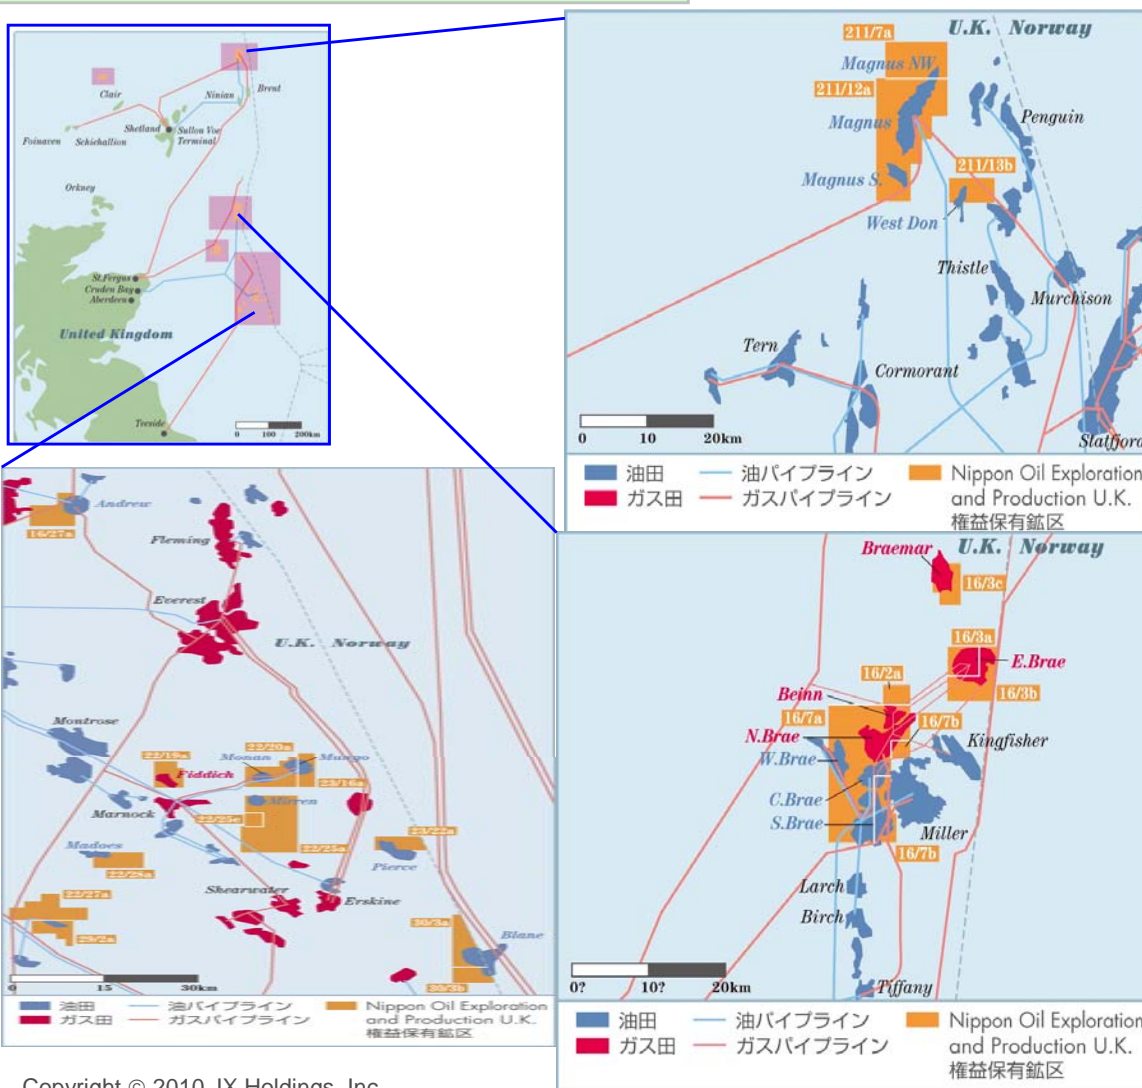 Clair
Ninian
Brent
Foinaven
Schiehallion
Shetland
Sullon Voe
Terminal
Orkney
St.Fergus
Cruden Bay
Aberdeen
United Kingdom
Teeside
0 100 200km
211/7a
U.K. Norway
Magnus NW
211/12a
Magnus
Penguin
211/13b
Magnus S.
West Don
Thistle
Murchison
Tern
Cormorant
0 10 20km
Statfjord
油田
油パイプライン
Nippon Oil Exploration
ガス田
ガスパイプライン
and Production U.K.
権益保有鉱区
Andrew
16/27a
Fleming
Everest
U.K. Norway
Montrose
22/19a
Fiddich
22/20a
Monan
Mungo
23/16a
Marnock
Mirren
22/25c
22/25a
23/22a
Pierce
Madoes
22/28a
22/27a
29/2a
Shearwater
Erskine
30/3a
Blane
30/3b
0 15 30km
油田
油パイプライン
Nippon Oil Exploration
ガス田
ガスパイプライン
and Production U.K.
権益保有鉱区
Braemar
U.K. Norway
16/3c
16/3a
E.Brae
16/2a
Beinn
16/3b
16/7a
16/7b
N.Brae
Kingfisher
W.Brae
C.Brae
S.Brae
Miller
16/7b
Larch
Birch
Tiffany
0? 10? 20km
油田
油パイプライン
Nippon Oil Exploration
ガス田
ガスパイプライン
and Production U.K.
権益保有鉱区
Copyright © 2010 JX Holdings, Inc.